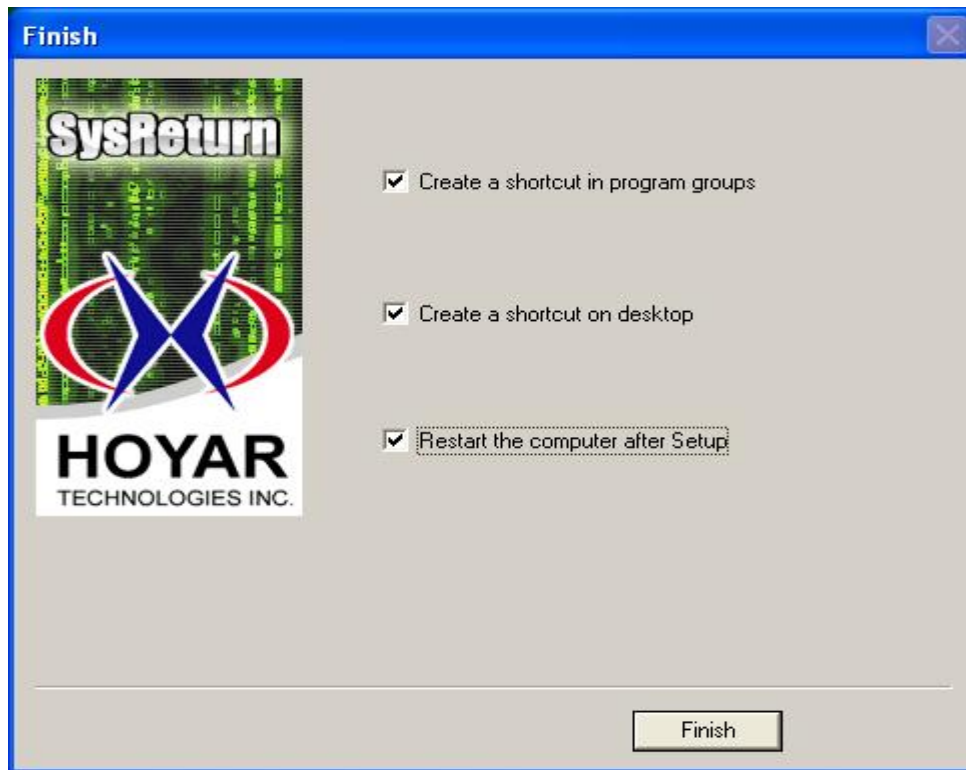 Finish
SysReturn
Create a shortcut in program groups
Create a shortcut on desktop
Restart the computer after Setup
HOYAR
TECHNOLOGIES INC.
Finish